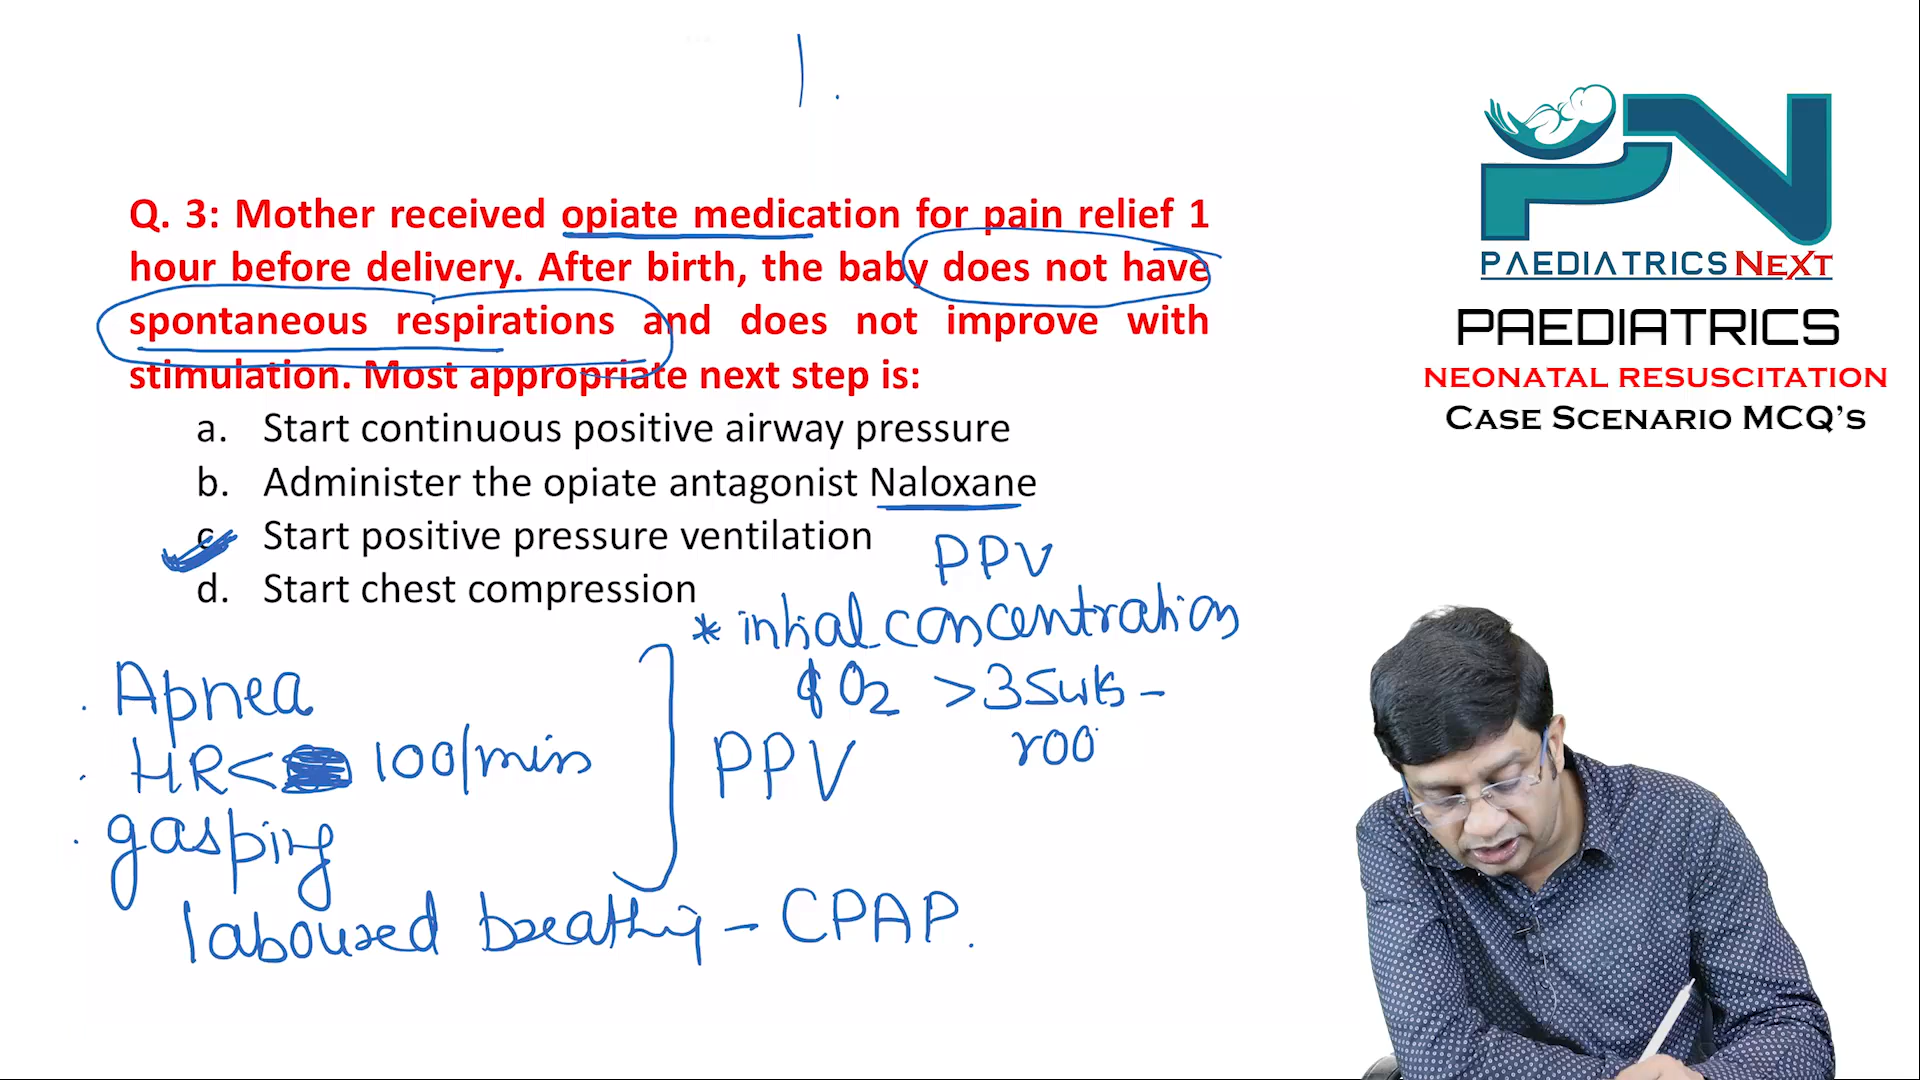 Q. 3: Mother received opiate medication for pain relief 1
hour before delivery. After birth, the baby does not have
spontaneous respirations and does not improve with
stimulation. Most appropriate next step is:
a. Start continuous positive airway pressure
b. Administer the opiate antagonist Naloxane
c. Start positive pressure ventilation
d. Start chest compression
PPV
* initial concentration
of O2 >35wks -
roo
. Apnea
. HR< 100/min
. gasping
PPV
laboured breathing - CPAP.
PN
PAEDIATRICS NEXT
PAEDIATRICS
NEONATAL RESUSCITATION
CASE SCENARIO MCQ'S